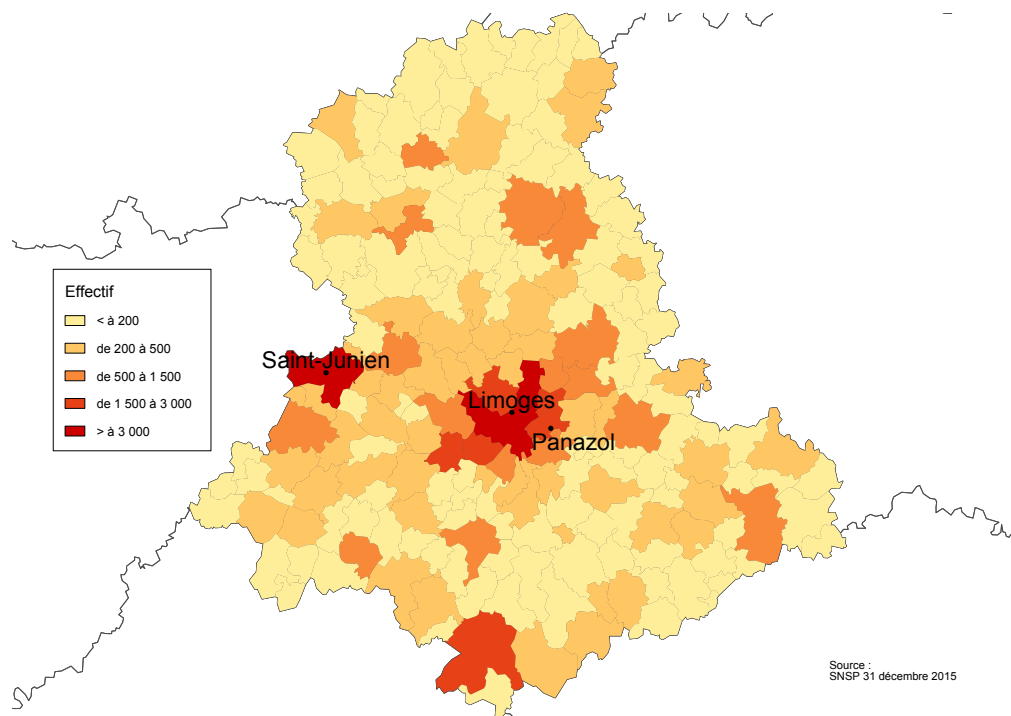 Effectif
< à 200
de 200 à 500
de 500 à 1 500
de 1 500 à 3 000
> à 3 000
Saint-Junien
Limoges
Panazol
Source :
SNSP 31 décembre 2015